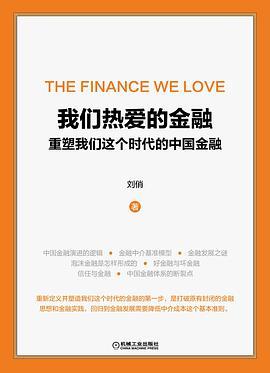 THE FINANCE WE LOVE
我们热爱的金融
重塑我们这个时代的中国金融
刘俏
著
中国金融演进的逻辑 ● 金融中介基准模型 ● 金融发展之谜
泡沫金融是怎样形成的 ● 好金融与坏金融
信任与金融 ● 中国金融体系的断裂点
重新定义并塑造我们这个时代的金融的第一步，是打破原有封闭的金融
思想和金融实践，回归到金融发展需要降低中介成本这个基本准则。
机械工业出版社
CHINA MACHINE PRESS